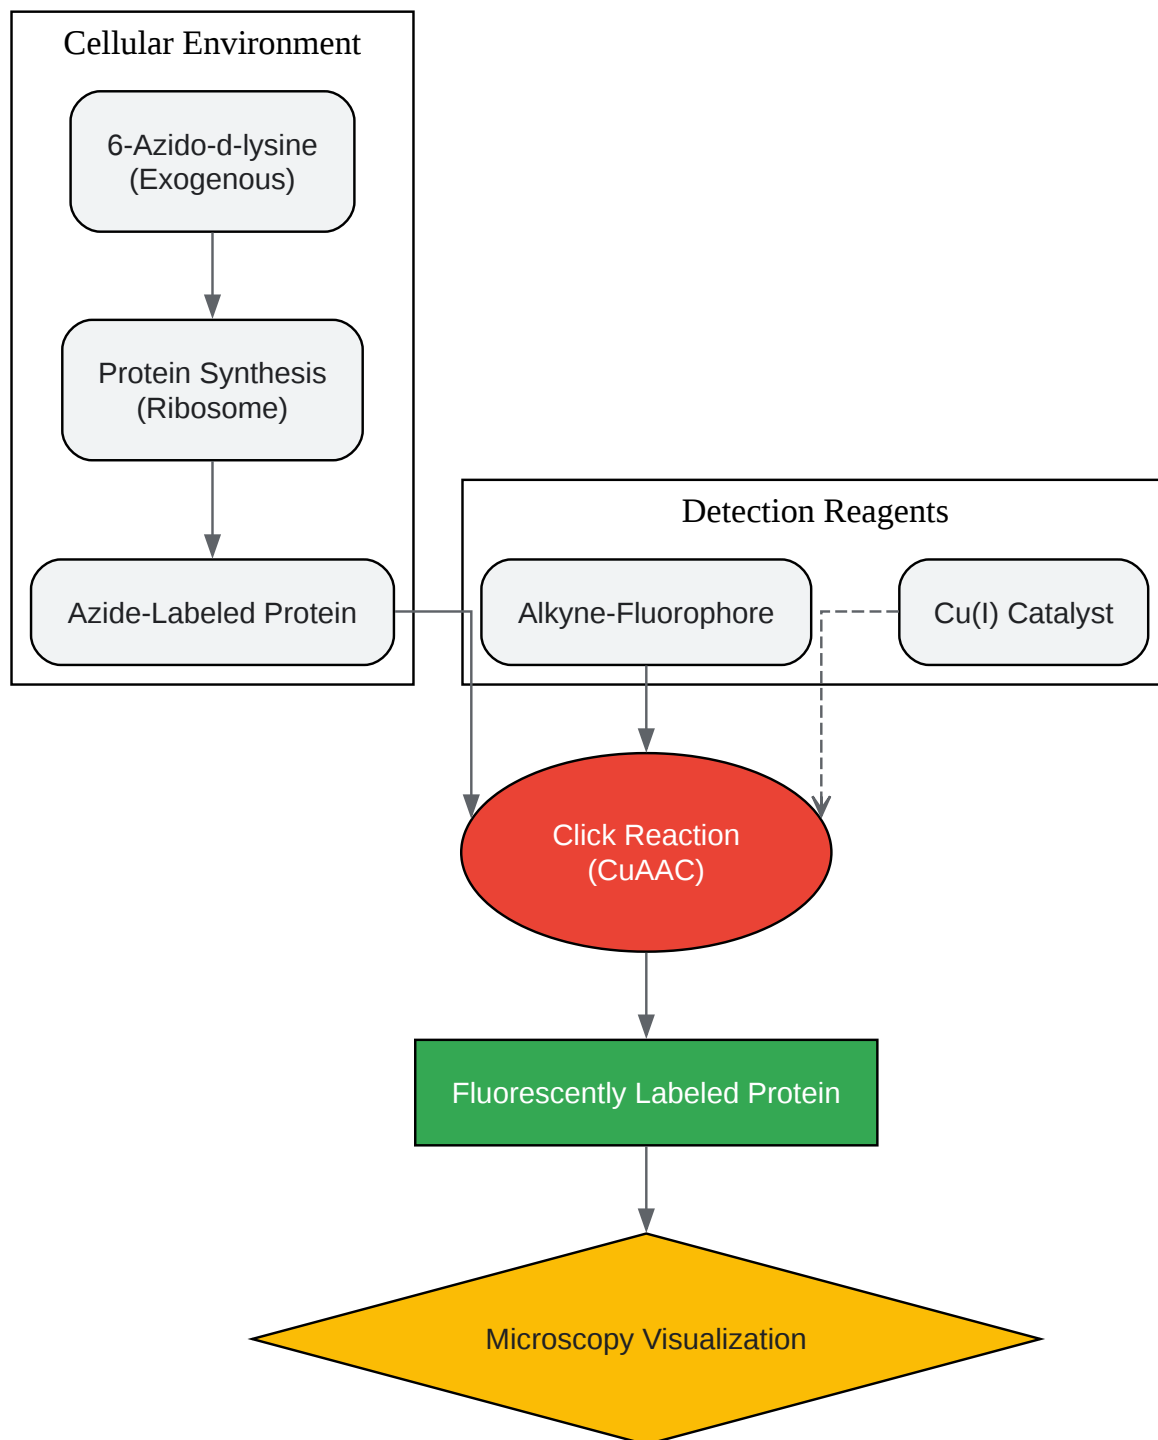 Cellular Environment
6-Azido-d-lysine
(Exogenous)
Protein Synthesis
(Ribosome)
Detection Reagents
Azide-Labeled Protein
Alkyne-Fluorophore
Cu(I) Catalyst
Click Reaction
(CuAAC)
Fluorescently Labeled Protein
Microscopy Visualization